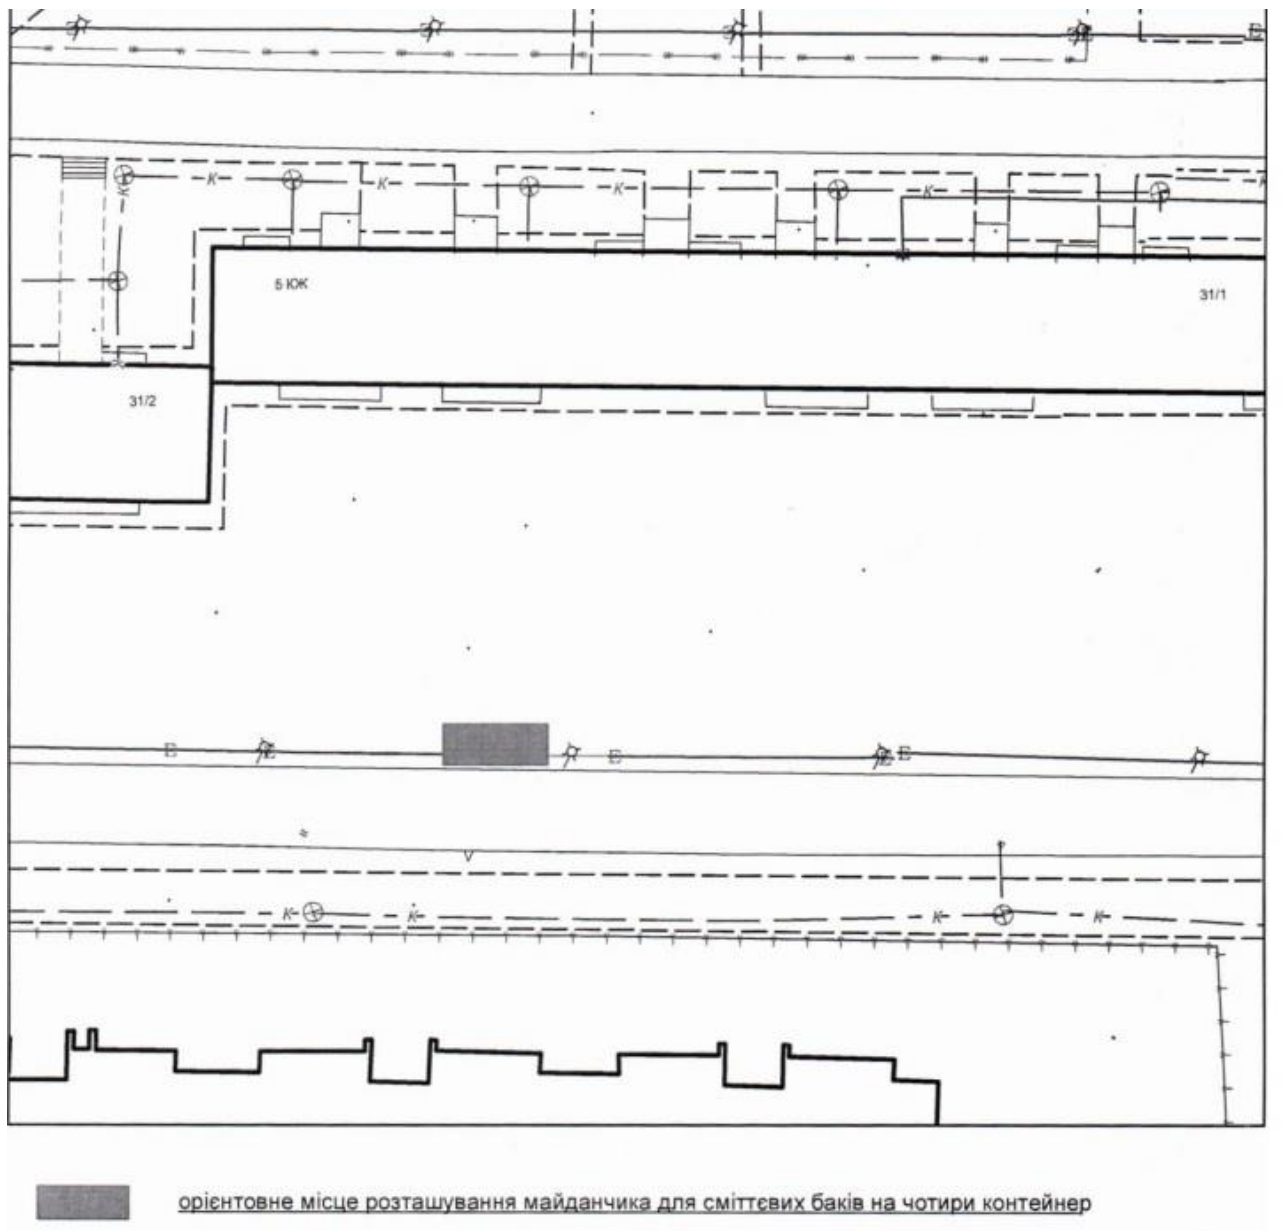 К К К К К
К
5 КЖ
31/1
31/2
Е Е Е
V
К К К К
орієнтовне місце розташування майданчика для сміттєвих баків на чотири контейнер